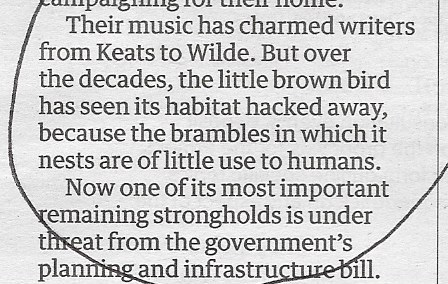 campaigning for their home.
Their music has charmed writers
from Keats to Wilde. But over
the decades, the little brown bird
has seen its habitat hacked away,
because the brambles in which it
nests are of little use to humans.
Now one of its most important
remaining strongholds is under
threat from the government's
planning and infrastructure bill.